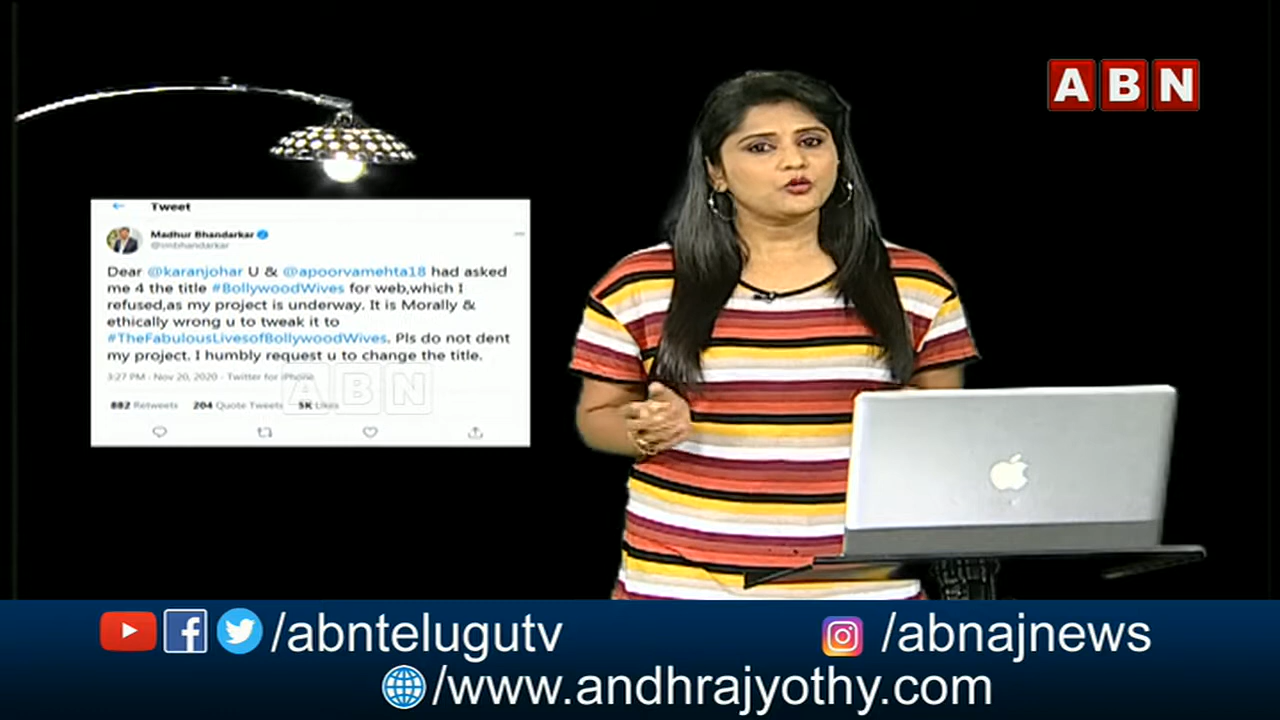 ABN
Tweet
Madhur Bhandarkar
@imbhandarkar
Dear @karanjohar U & @apoorvamehta18 had asked
me 4 the title #BollywoodWives for web,which I
refused,as my project is underway. It is Morally &
ethically wrong u to tweak it to
#TheFabulousLivesofBollywoodWives. Pls do not dent
my project. I humbly request u to change the title.
3:27 PM · Nov 20, 2020 · Twitter for iPhone
882 Retweets 204 Quote Tweets 5K Likes
ABN
/abntelugutv
/abnajnews
/www.andhrajyothy.com